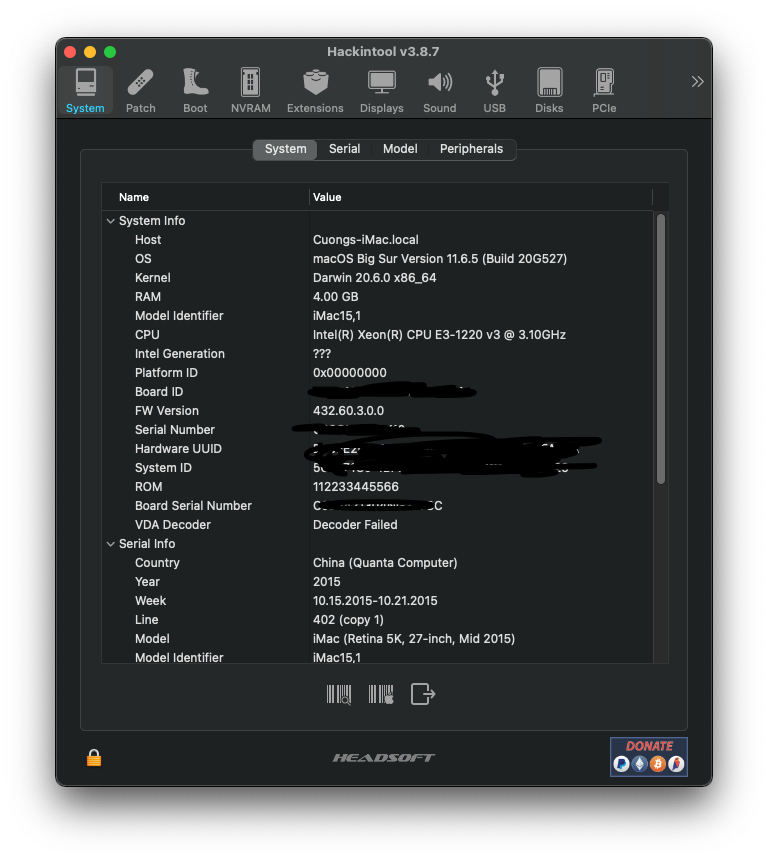 Hackintool v3.8.7
System Patch Boot NVRAM Extensions Displays Sound USB Disks PCIe
System Serial Model Peripherals
Name Value
System Info
Host Cuongs-iMac.local
OS macOS Big Sur Version 11.6.5 (Build 20G527)
Kernel Darwin 20.6.0 x86_64
RAM 4.00 GB
Model Identifier iMac15,1
CPU Intel(R) Xeon(R) CPU E3-1220 v3 @ 3.10GHz
Intel Generation ???
Platform ID 0x00000000
Board ID
FW Version 432.60.3.0.0
Serial Number
Hardware UUID
System ID
ROM 112233445566
Board Serial Number
VDA Decoder Decoder Failed
Serial Info
Country China (Quanta Computer)
Year 2015
Week 10.15.2015-10.21.2015
Line 402 (copy 1)
Model iMac (Retina 5K, 27-inch, Mid 2015)
Model Identifier iMac15,1
HEADSOFT
DONATE